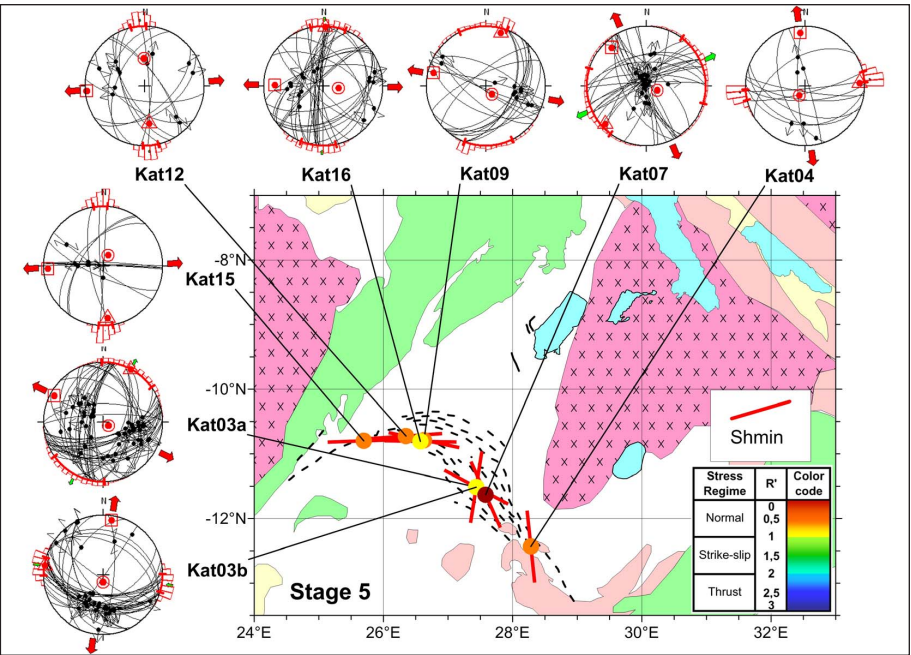 N N N N N
Kat12 Kat16 Kat09 Kat07 Kat04
N
Kat15
-8°N
N
-10°N
Kat03a
Shmin
Stress Regime R' Color code
Normal 0 0,5 1
Strike-slip 1,5 2
Thrust 2,5 3
N
-12°N
Kat03b
Stage 5
24°E 26°E 28°E 30°E 32°E